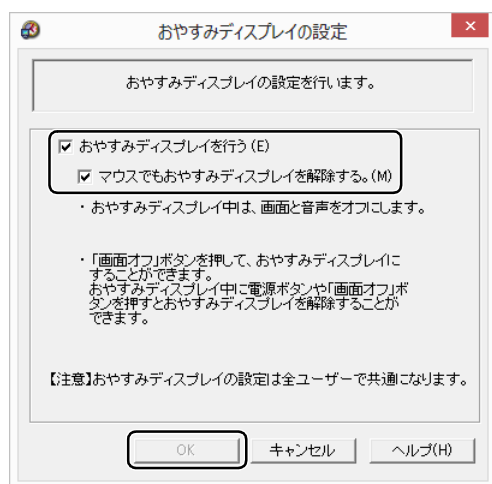 おやすみディスプレイの設定
×
おやすみディスプレイの設定を行います。
おやすみディスプレイを行う(E)
マウスでもおやすみディスプレイを解除する。(M)
・おやすみディスプレイ中は、画面と音声をオフにします。
・「画面オフ」ボタンを押して、おやすみディスプレイに
することができます。
おやすみディスプレイ中に電源ボタンや「画面オフ」ボ
タンを押すとおやすみディスプレイを解除することが
できます。
【注意】おやすみディスプレイの設定は全ユーザーで共通になります。
OK キャンセル ヘルプ(H)